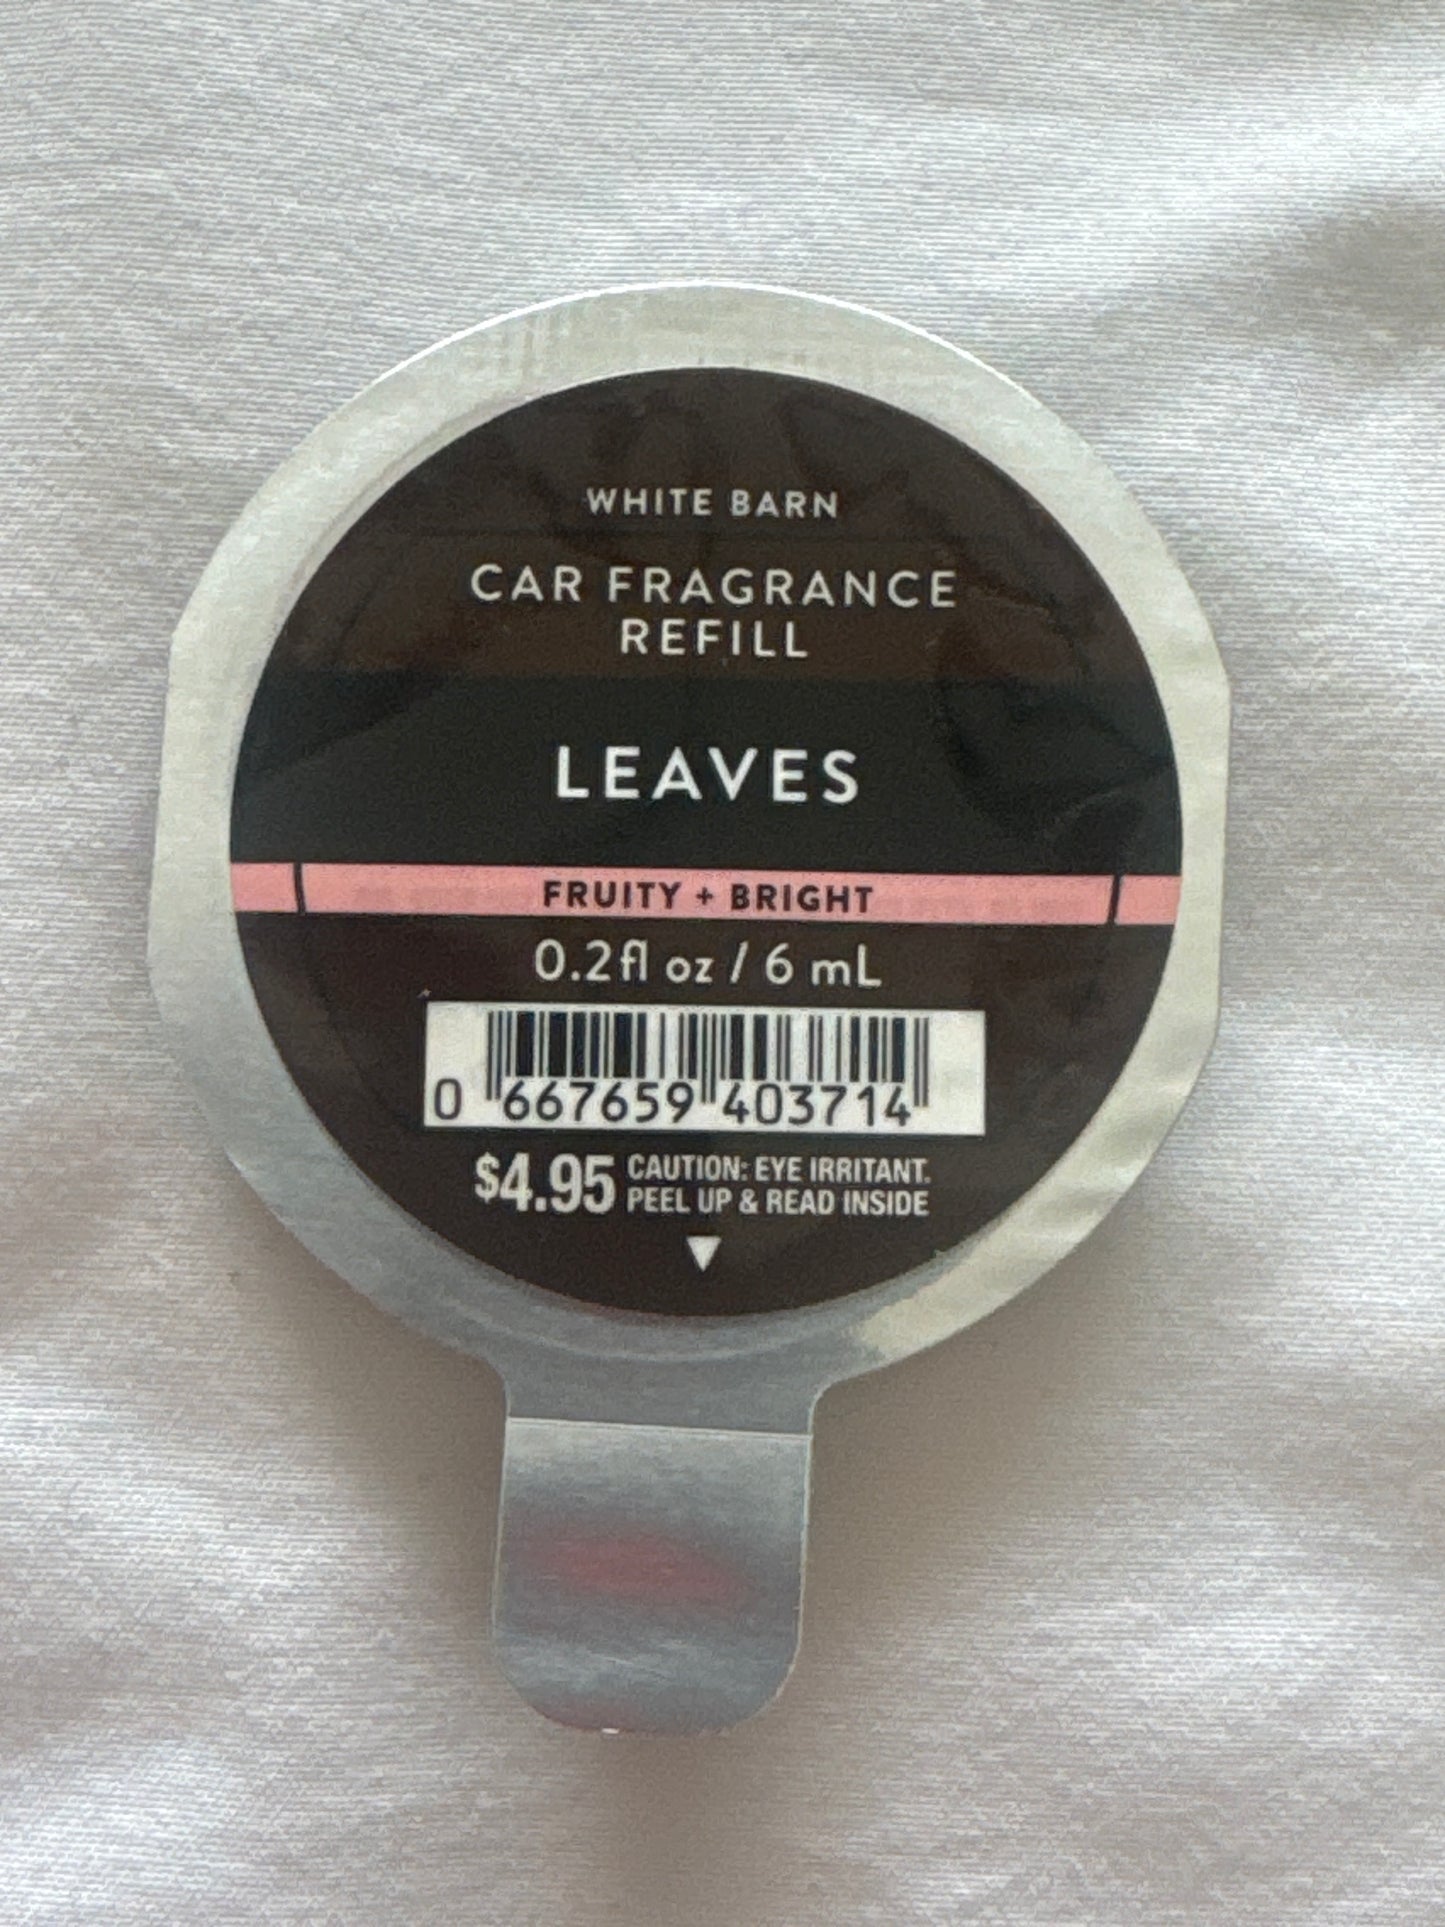 WHITE BARN
CAR FRAGRANCE
REFILL
LEAVES
FRUITY + BRIGHT
0.2fl oz / 6 mL
0 667659 403714
$4.95 CAUTION: EYE IRRITANT.
PEEL UP & READ INSIDE